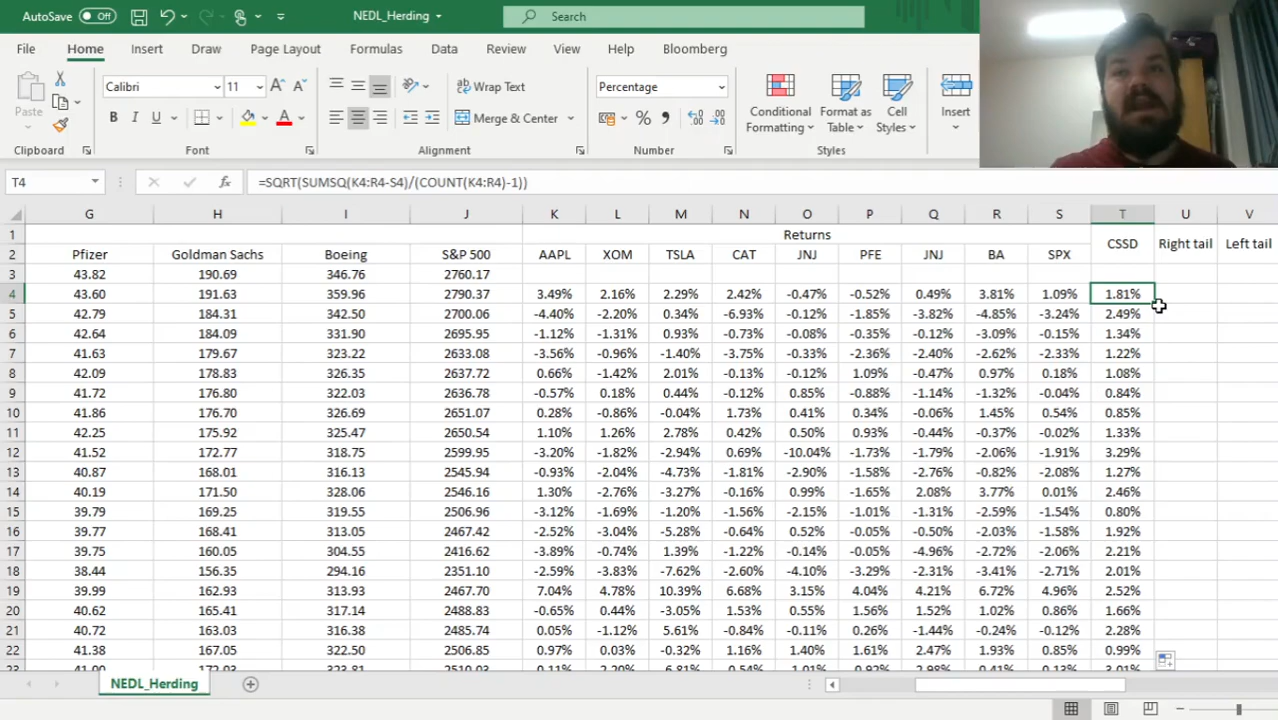 AutoSave Off NEDL_Herding Search
File Home Insert Draw Page Layout Formulas Data Review View Help Bloomberg
Paste Calibri 11 Wrap Text Percentage Conditional Format as Cell Insert
B I U Merge & Center Formatting Table Styles
Clipboard Font Alignment Number Styles
T4 =SQRT(SUMSQ(K4:R4-S4)/(COUNT(K4:R4)-1))
G H I J K L M N O P Q R S T U V
1 Returns CSSD Right tail Left tail
2 Pfizer Goldman Sachs Boeing S&P 500 AAPL XOM TSLA CAT JNJ PFE JNJ BA SPX
3 43.82 190.69 346.76 2760.17
4 43.60 191.63 359.96 2790.37 3.49% 2.16% 2.29% 2.42% -0.47% -0.52% 0.49% 3.81% 1.09% 1.81%
5 42.79 184.31 342.50 2700.06 -4.40% -2.20% 0.34% -6.93% -0.12% -1.85% -3.82% -4.85% -3.24% 2.49%
6 42.64 184.09 331.90 2695.95 -1.12% -1.31% 0.93% -0.73% -0.08% -0.35% -0.12% -3.09% -0.15% 1.34%
7 41.63 179.67 323.22 2633.08 -3.56% -0.96% -1.40% -3.75% -0.33% -2.36% -2.40% -2.62% -2.33% 1.22%
8 42.09 178.83 326.35 2637.72 0.66% -1.42% 2.01% -0.13% -0.12% 1.09% -0.47% 0.97% 0.18% 1.08%
9 41.72 176.80 322.03 2636.78 -0.57% 0.18% 0.44% -0.12% 0.85% -0.88% -1.14% -1.32% -0.04% 0.84%
10 41.86 176.70 326.69 2651.07 0.28% -0.86% -0.04% 1.73% 0.41% 0.34% -0.06% 1.45% 0.54% 0.85%
11 42.25 175.92 325.47 2650.54 1.10% 1.26% 2.78% 0.42% 0.50% 0.93% -0.44% -0.37% -0.02% 1.33%
12 41.52 172.77 318.75 2599.95 -3.20% -1.82% -2.94% 0.69% -10.04% -1.73% -1.79% -2.06% -1.91% 3.29%
13 40.87 168.01 316.13 2545.94 -0.93% -2.04% -4.73% -1.81% -2.90% -1.58% -2.76% -0.82% -2.08% 1.27%
14 40.19 171.50 328.06 2546.16 1.30% -2.76% -3.27% -0.16% 0.99% -1.65% 2.08% 3.77% 0.01% 2.46%
15 39.79 169.25 319.55 2506.96 -3.12% -1.69% -1.20% -1.56% -2.15% -1.01% -1.31% -2.59% -1.54% 0.80%
16 39.77 168.41 313.05 2467.42 -2.52% -3.04% -5.28% -0.64% 0.52% -0.05% -0.50% -2.03% -1.58% 1.92%
17 39.75 160.05 304.55 2416.62 -3.89% -0.74% 1.39% -1.22% -0.14% -0.05% -4.96% -2.72% -2.06% 2.21%
18 38.44 156.35 294.16 2351.10 -2.59% -3.83% -7.62% -2.60% -4.10% -3.29% -2.31% -3.41% -2.71% 2.01%
19 39.99 162.93 313.93 2467.70 7.04% 4.78% 10.39% 6.68% 3.15% 4.04% 4.21% 6.72% 4.96% 2.52%
20 40.62 165.41 317.14 2488.83 -0.65% 0.44% -3.05% 1.53% 0.55% 1.56% 1.52% 1.02% 0.86% 1.66%
21 40.72 163.03 316.38 2485.74 0.05% -1.12% 5.61% -0.84% -0.11% 0.26% -1.44% -0.24% -0.12% 2.28%
22 41.38 167.05 322.50 2506.85 0.97% 0.03% -0.32% 1.16% 1.40% 1.61% 2.47% 1.93% 0.85% 0.99%
NEDL_Herding